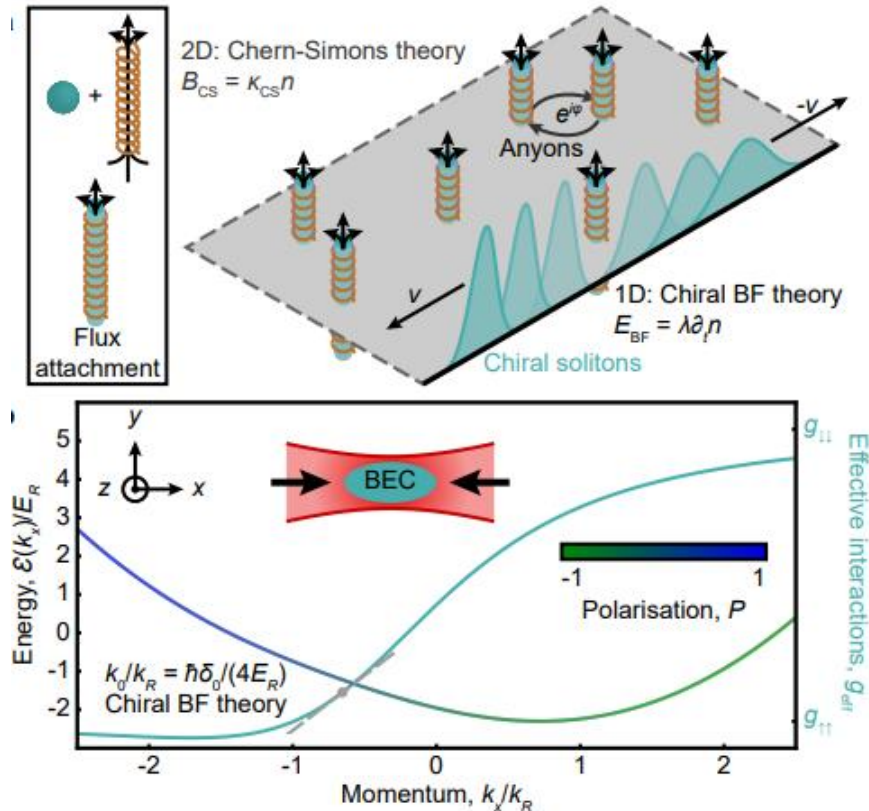 2D: Chern-Simons theory
B_CS = κ_CS n
+
-v
e^iφ
Anyons
v
1D: Chiral BF theory
E_BF = λ∂_t n
Flux
attachment
Chiral solitons
y
z
x
BEC
5
4
3
2
1
0
-1
-2
Energy, ℰ(k_x)/E_R
g_↓↓
g_↑↑
Effective interactions, g_eff
-1
1
Polarisation, P
k_0/k_R = ℏδ_0/(4E_R)
Chiral BF theory
-2
-1
0
1
2
Momentum, k_x/k_R